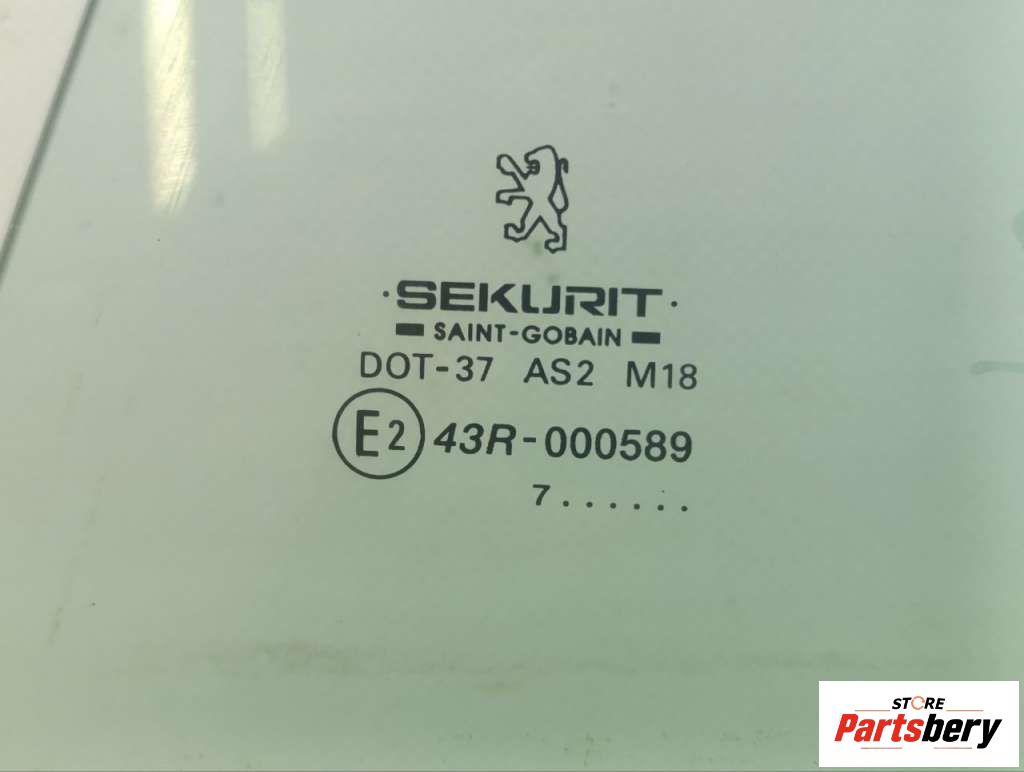 ·SEKURIT·
SAINT-GOBAIN
DOT-37 AS2 M18
E2 43R-000589
7......
STORE
Partsbery